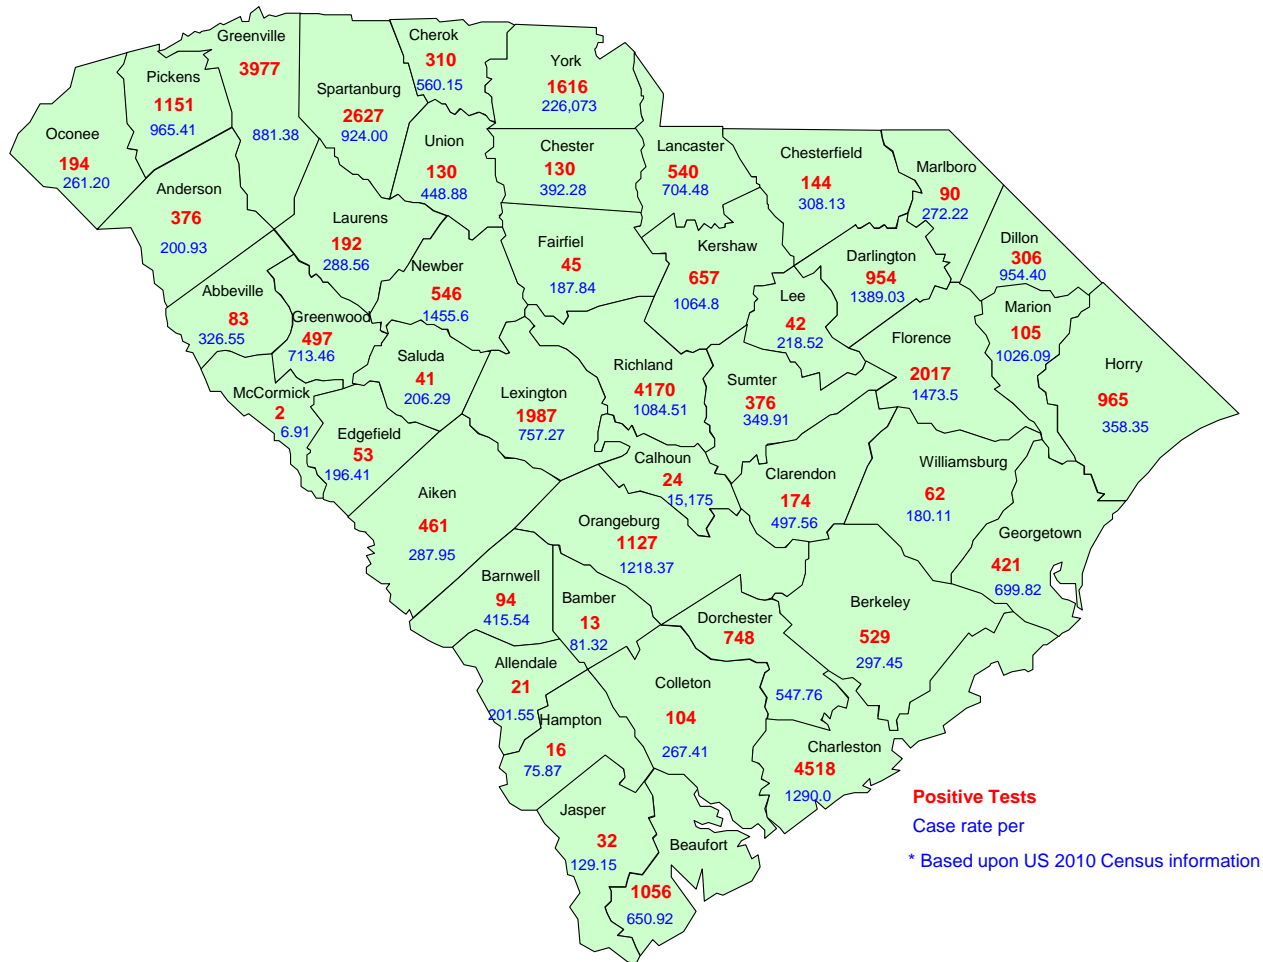 Greenville
3977
881.38
Cherok
310
560.15
York
1616
226,073
Pickens
1151
965.41
Spartanburg
2627
924.00
Oconee
194
261.20
Union
130
448.88
Chester
130
392.28
Lancaster
540
704.48
Chesterfield
144
308.13
Marlboro
90
272.22
Anderson
376
200.93
Laurens
192
288.56
Newber
546
1455.6
Fairfiel
45
187.84
Kershaw
657
1064.8
Darlington
954
1389.03
Dillon
306
954.40
Abbeville
83
326.55
Greenwood
497
713.46
Lee
42
218.52
Marion
105
1026.09
Florence
2017
1473.5
Horry
965
358.35
Saluda
41
206.29
Richland
4170
1084.51
Sumter
376
349.91
McCormick
2
6.91
Lexington
1987
757.27
Edgefield
53
196.41
Calhoun
24
15,175
Clarendon
174
497.56
Williamsburg
62
180.11
Aiken
461
287.95
Orangeburg
1127
1218.37
Georgetown
421
699.82
Barnwell
94
415.54
Bamber
13
81.32
Dorchester
748
547.76
Berkeley
529
297.45
Allendale
21
201.55
Colleton
104
267.41
Hampton
16
75.87
Charleston
4518
1290.0
Jasper
32
129.15
Beaufort
1056
650.92
Positive Tests
Case rate per
* Based upon US 2010 Census information